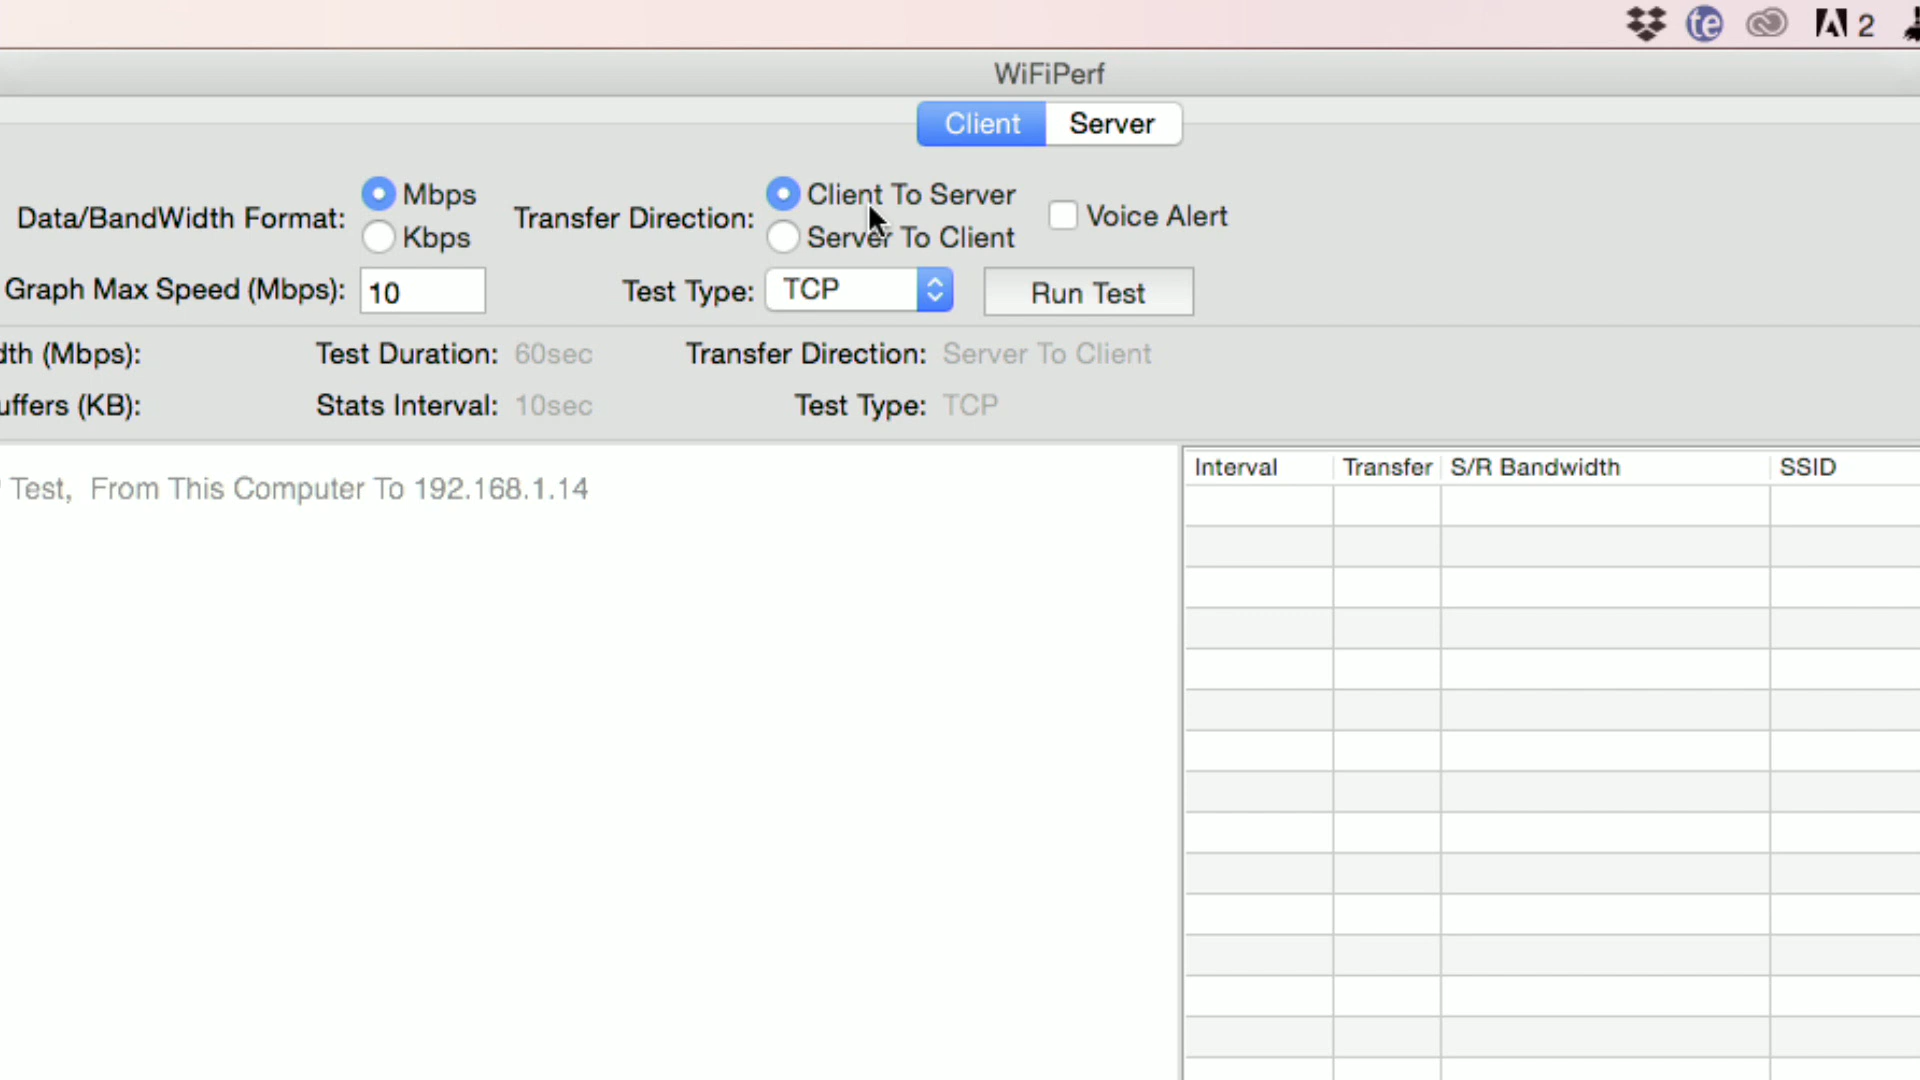 te
2
WiFiPerf
Client Server
Data/BandWidth Format: Mbps Kbps
Transfer Direction: Client To Server Server To Client
Voice Alert
Graph Max Speed (Mbps): 10
Test Type: TCP
Run Test
dth (Mbps): Test Duration: 60sec Transfer Direction: Server To Client
uffers (KB): Stats Interval: 10sec Test Type: TCP
Test, From This Computer To 192.168.1.14
Interval Transfer S/R Bandwidth SSID